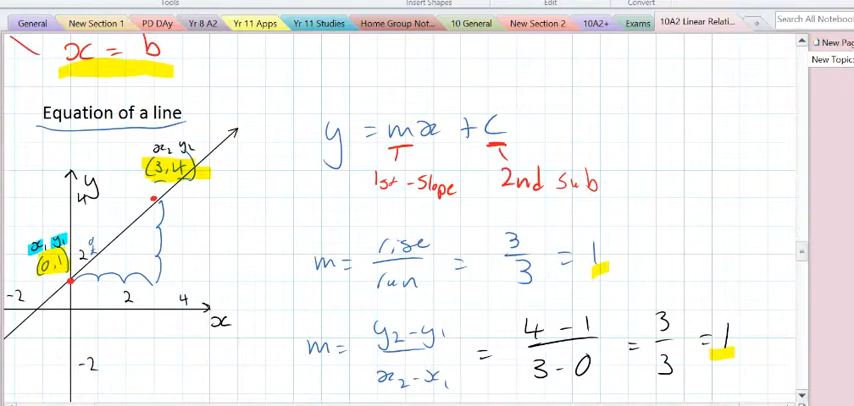 Tools
Insert Shapes
Edit
Convert
General New Section 1 PD DAy Yr 8 A2 Yr 11 Apps Yr 11 Studies Home Group Not... 10 General New Section 2 10A2+ Exams 10A2 Linear Relati...
Search All Notebook
New Pag
New Topic:
x = b
Equation of a line
y = mx + c
1st - Slope
2nd sub
x2 y2
(3,4)
y
4
x1 y1
(0,1)
2
-2
2
4
x
-2
m = rise/run = 3/3 = 1
m = y2 - y1 / x2 - x1 = 4 - 1 / 3 - 0 = 3/3 = 1